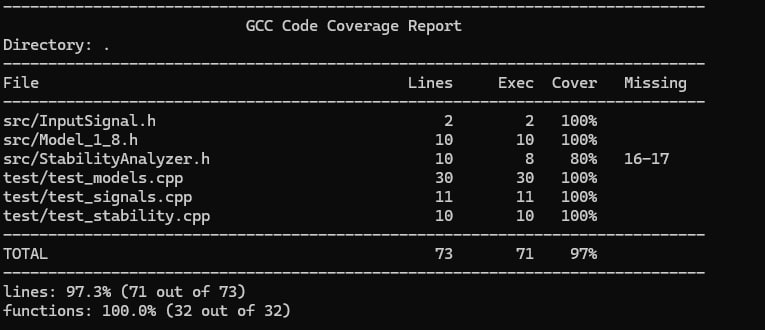 ------------------------------------------------------------------------------
                           GCC Code Coverage Report
Directory: .
------------------------------------------------------------------------------
File                                         Lines     Exec  Cover   Missing
------------------------------------------------------------------------------
src/InputSignal.h                                2        2   100%
src/Model_1_8.h                                 10       10   100%
src/StabilityAnalyzer.h                         10        8    80%   16-17
test/test_models.cpp                            30       30   100%
test/test_signals.cpp                           11       11   100%
test/test_stability.cpp                         10       10   100%
------------------------------------------------------------------------------
TOTAL                                           73       71    97%
------------------------------------------------------------------------------
lines: 97.3% (71 out of 73)
functions: 100.0% (32 out of 32)